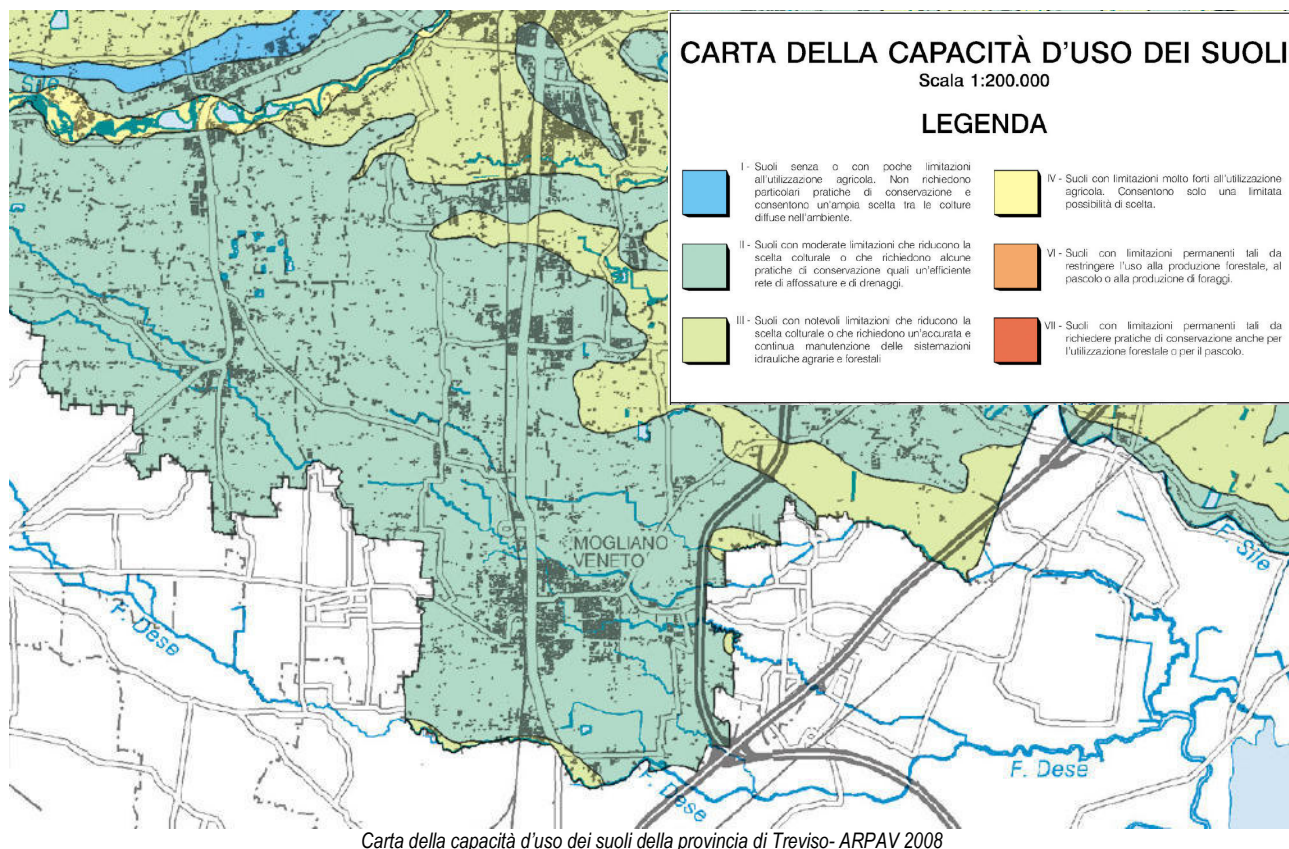 CARTA DELLA CAPACITÀ D'USO DEI SUOLI
Scala 1:200.000
LEGENDA
I - Suoli senza o con poche limitazioni
all'utilizzazione agricola. Non richiedono
particolari pratiche di conservazione e
consentono un'ampia scelta tra le colture
diffuse nell'ambiente.
II - Suoli con moderate limitazioni che riducono la
scelta colturale o che richiedono alcune
pratiche di conservazione quali un'efficiente
rete di affossature e di drenaggi.
III - Suoli con notevoli limitazioni che riducono la
scelta colturale o che richiedono un'accurata e
continua manutenzione delle sistemazioni
idrauliche agrarie e forestali
IV - Suoli con limitazioni molto forti all'utilizzazione
agricola. Consentono solo una limitata
possibilità di scelta.
VI - Suoli con limitazioni permanenti tali da
restringere l'uso alla produzione forestale, al
pascolo o alla produzione di foraggi.
VII - Suoli con limitazioni permanenti tali da
richiedere pratiche di conservazione anche per
l'utilizzazione forestale o per il pascolo.
Sile
MOGLIANO
VENETO
F. Sile
F. Dese
F. Dese
F. Dese
Carta della capacità d'uso dei suoli della provincia di Treviso- ARPAV 2008